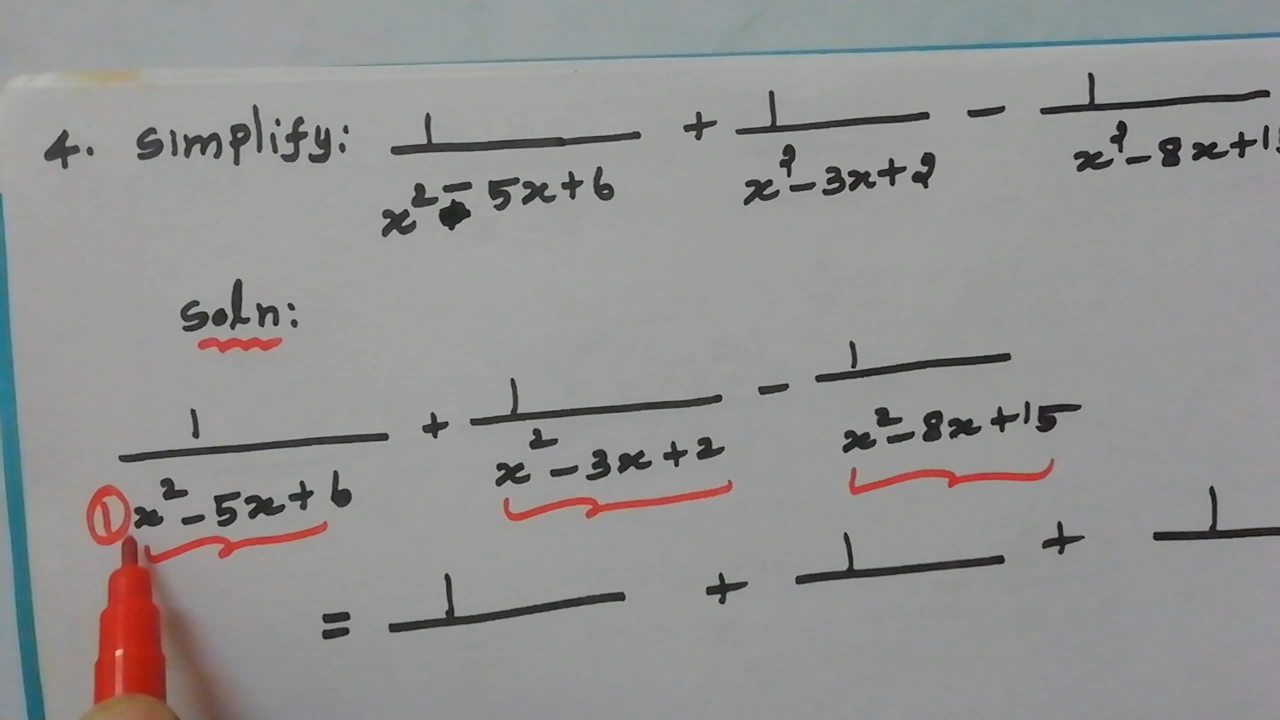 4. Simplify: 1/(x² - 5x + 6) + 1/(x² - 3x + 2) - 1/(x² - 8x + 1
Soln:
1/(x² - 5x + 6) + 1/(x² - 3x + 2) - 1/(x² - 8x + 15)
①
= 1/ + 1/ + 1/